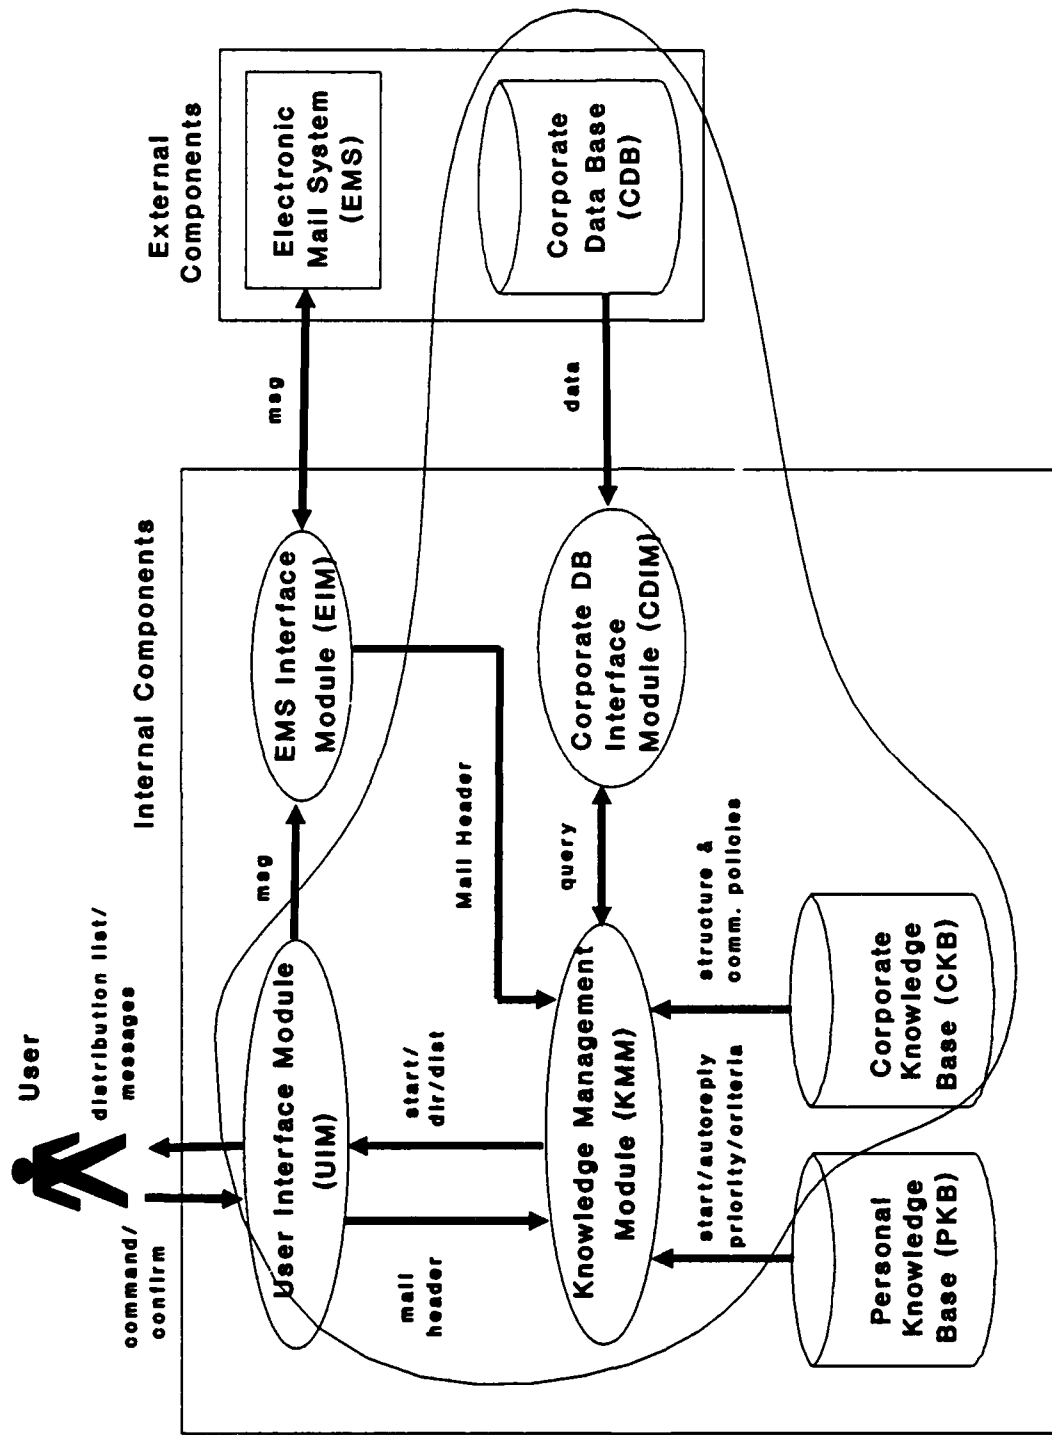 User
command/
confirm
distribution list/
messages
Internal Components
External
Components
User Interface Module
(UIM)
msg
EMS Interface
Module (EIM)
msg
Electronic
Mail System
(EMS)
mail
header
start/
dir/dist
Mail Header
Knowledge Management
Module (KMM)
query
Corporate DB
Interface
Module (CDIM)
data
Corporate
Data Base
(CDB)
start/autoreply
priority/criteria
structure &
comm. policies
Personal
Knowledge
Base (PKB)
Corporate
Knowledge
Base (CKB)